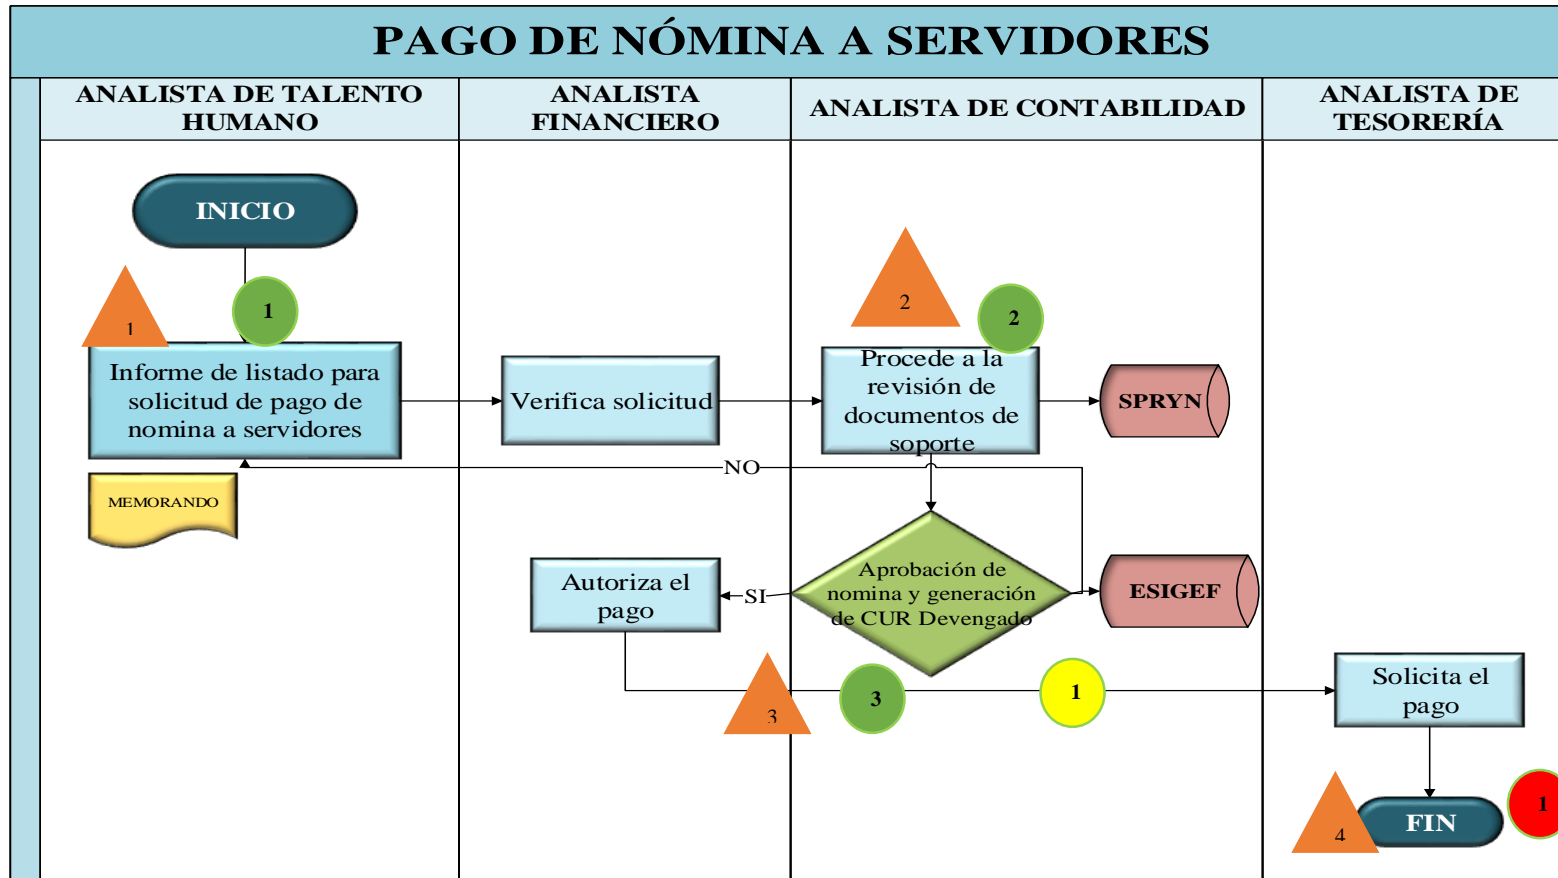 PAGO DE NÓMINA A SERVIDORES
ANALISTA DE TALENTO
HUMANO
ANALISTA
FINANCIERO
ANALISTA DE CONTABILIDAD
ANALISTA DE
TESORERÍA
INICIO
1
1
2
2
Informe de listado para
solicitud de pago de
nomina a servidores
Verifica solicitud
Procede a la
revisión de
documentos de
soporte
SPRYN
NO
MEMORANDO
Autoriza el
pago
SI
Aprobación de
nomina y generación
de CUR Devengado
ESIGEF
3
3
1
Solicita el
pago
4
FIN
1